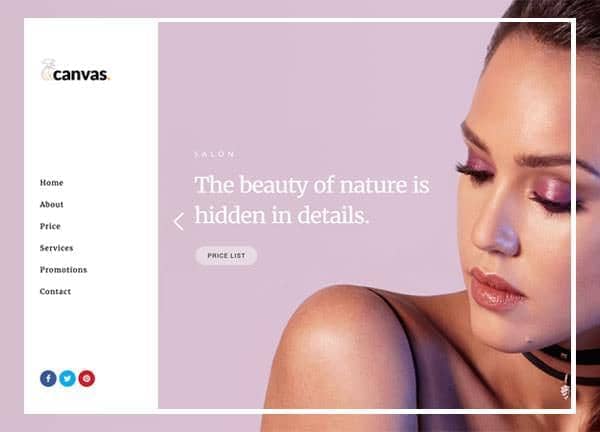 canvas.
Home
About
Price
Services
Promotions
Contact
SALON
The beauty of nature is
hidden in details.
PRICE LIST